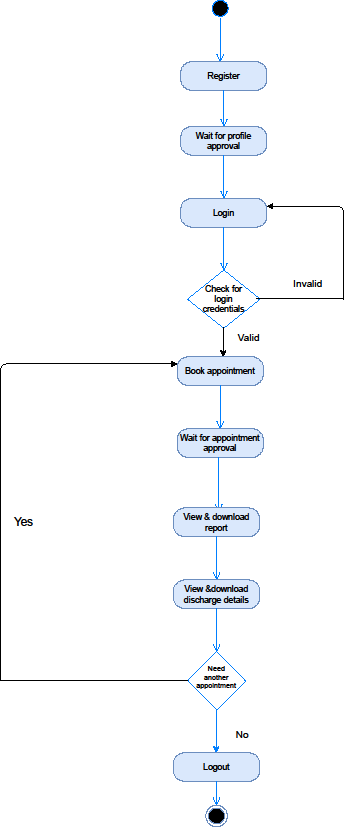 Register
Wait for profile
approval
Login
Check for
login
credentials
Invalid
Valid
Book appointment
Wait for appointment
approval
View & download
report
Yes
View &download
discharge details
Need
another
appointment
No
Logout